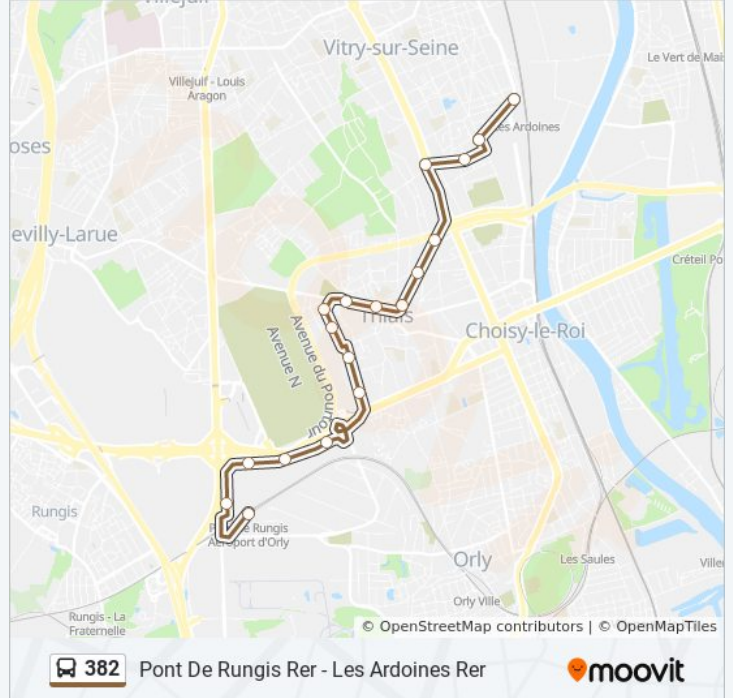 Villejuif
Vitry-sur-Seine
Le Vert de Mai
Villejuif - Louis
Aragon
Les Ardoines
oses
evilly-Larue
Créteil Po
Thiais
Choisy-le-Roi
Avenue N
Avenue du Pourtour
Rungis
Pont de Rungis
Aéroport d'Orly
Orly
Les Saules
Ville
Orly Ville
Rungis - La
Fraternelle
© OpenStreetMap contributors | © OpenMapTiles
382 Pont De Rungis Rer - Les Ardoines Rer
moovit